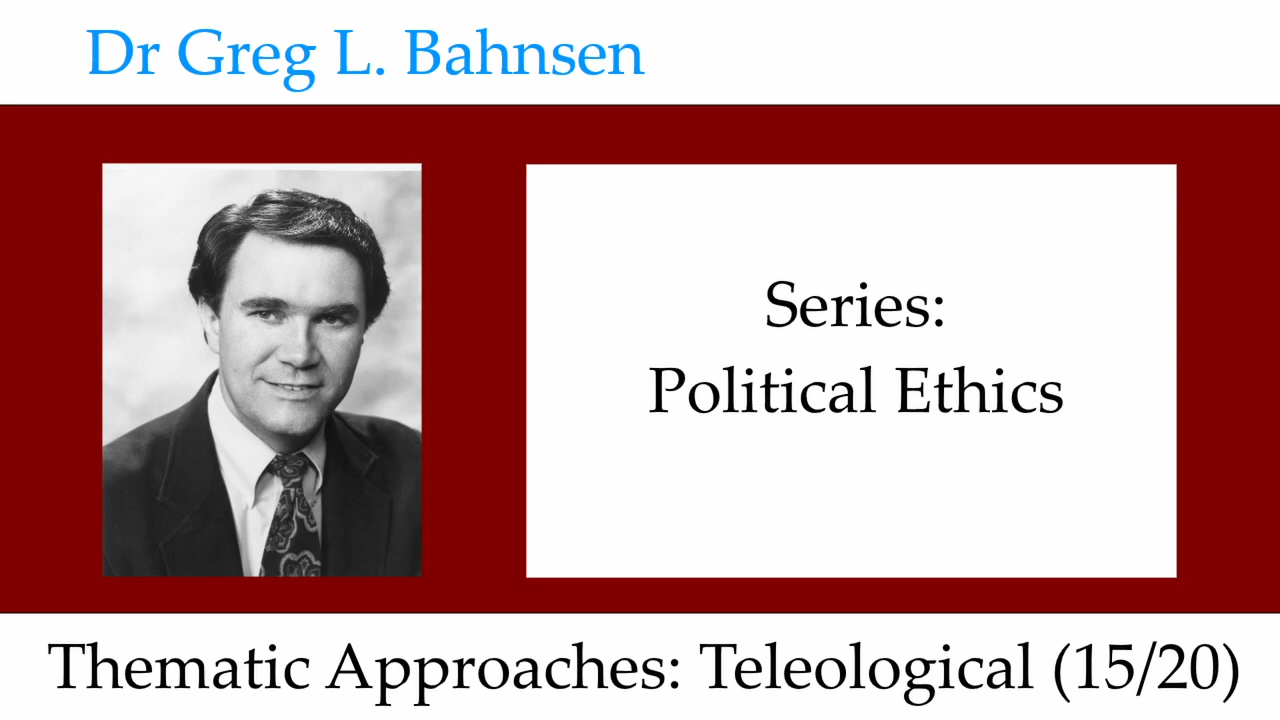 Dr Greg L. Bahnsen
Series:
Political Ethics
Thematic Approaches: Teleological (15/20)